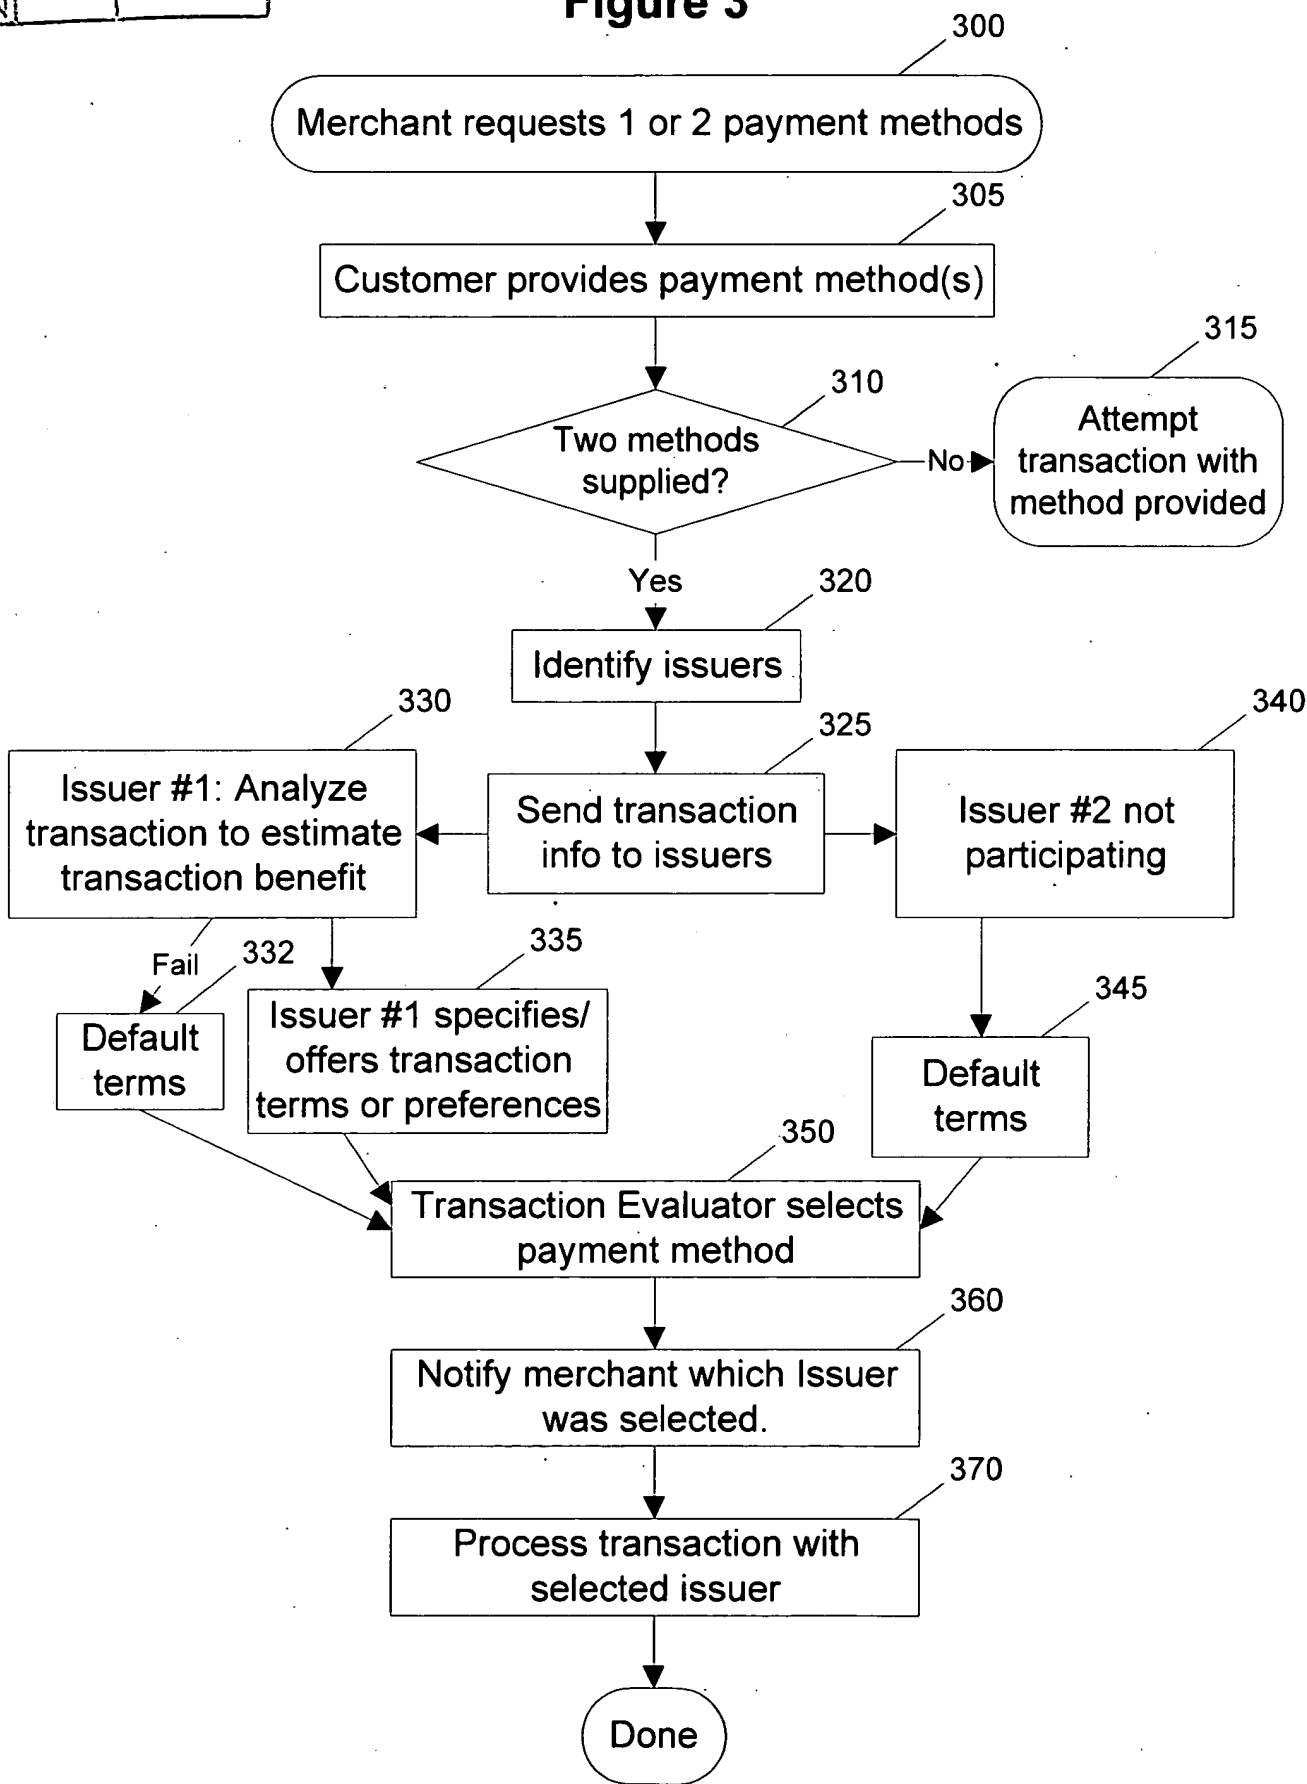 Figure 3
300
Merchant requests 1 or 2 payment methods
305
Customer provides payment method(s)
315
310
Two methods
supplied?
No
Attempt
transaction with
method provided
Yes
320
Identify issuers
330
325
340
Issuer #1: Analyze
transaction to estimate
transaction benefit
Send transaction
info to issuers
Issuer #2 not
participating
Fail
332
335
345
Default
terms
Issuer #1 specifies/
offers transaction
terms or preferences
Default
terms
350
Transaction Evaluator selects
payment method
360
Notify merchant which Issuer
was selected.
370
Process transaction with
selected issuer
Done